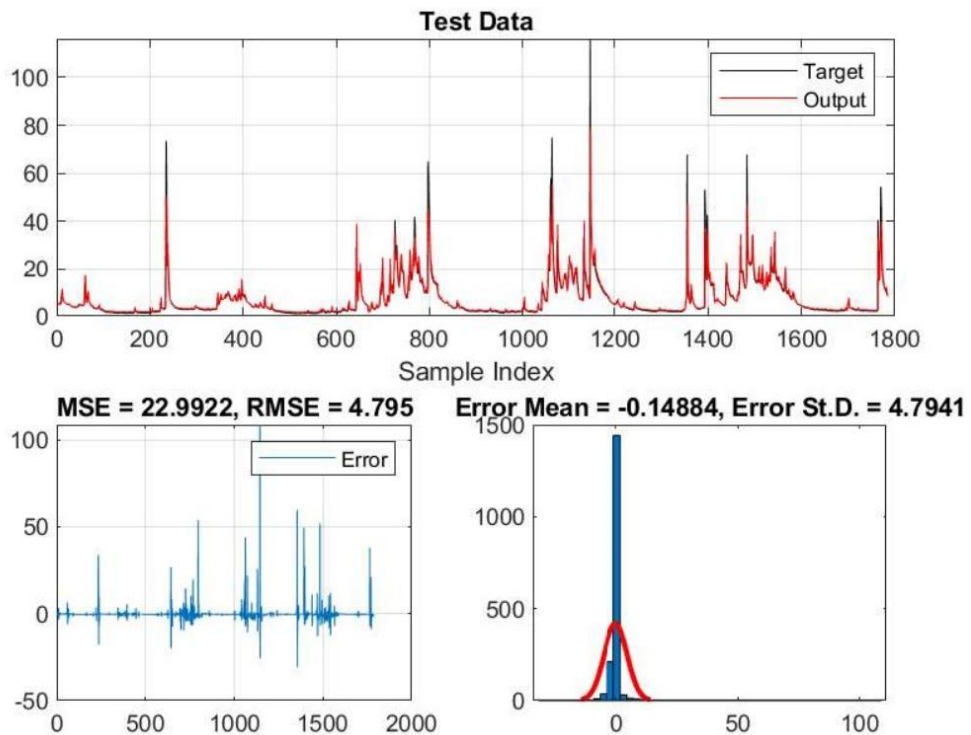 Test Data
100
80
60
40
20
0
Target
Output
0 200 400 600 800 1000 1200 1400 1600 1800
Sample Index
MSE = 22.9922, RMSE = 4.795
100
50
0
-50
Error
0 500 1000 1500 2000
Error Mean = -0.14884, Error St.D. = 4.7941
1500
1000
500
0
0 50 100